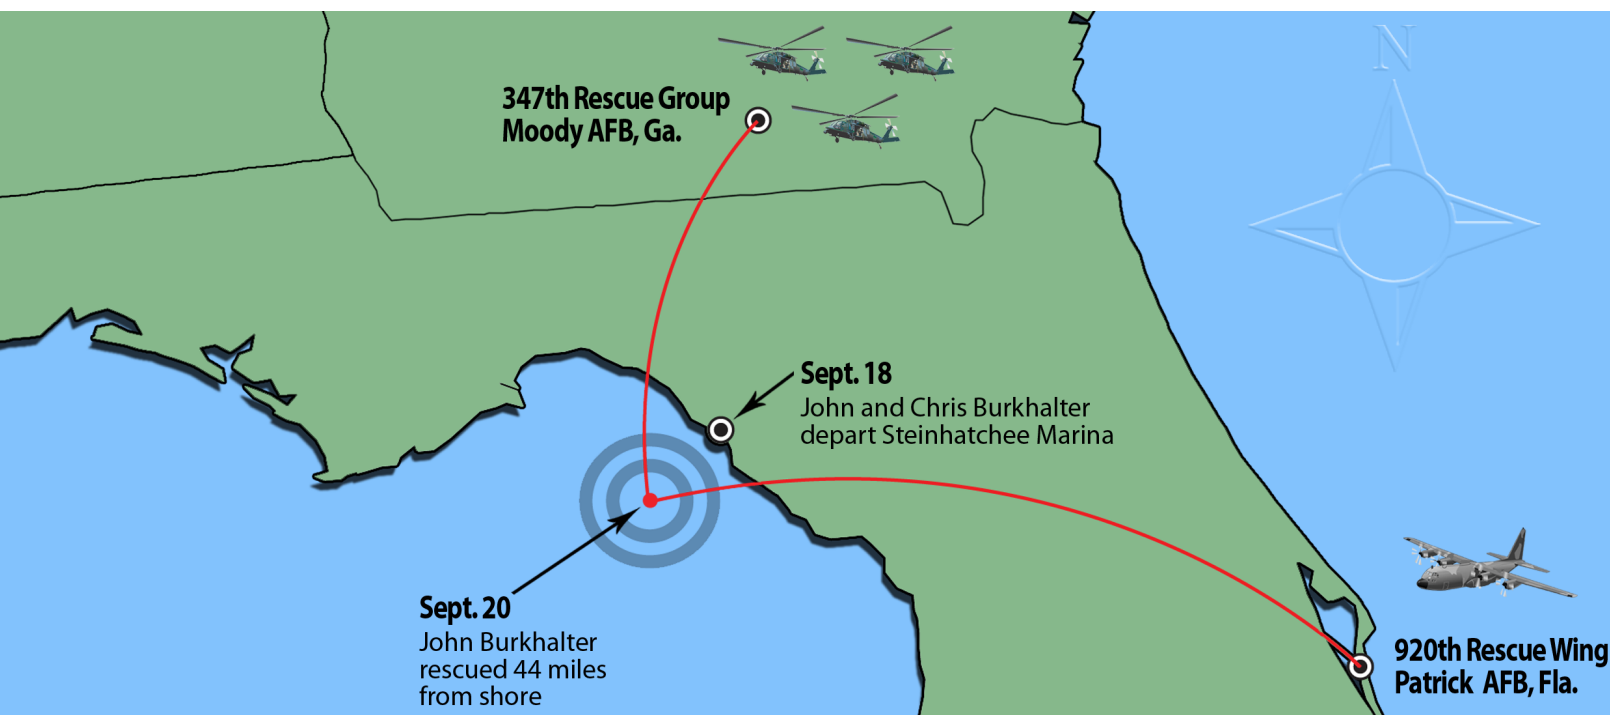 N
347th Rescue Group
Moody AFB, Ga.
Sept. 18
John and Chris Burkhalter
depart Steinhatchee Marina
Sept. 20
John Burkhalter
rescued 44 miles
from shore
920th Rescue Wing
Patrick AFB, Fla.